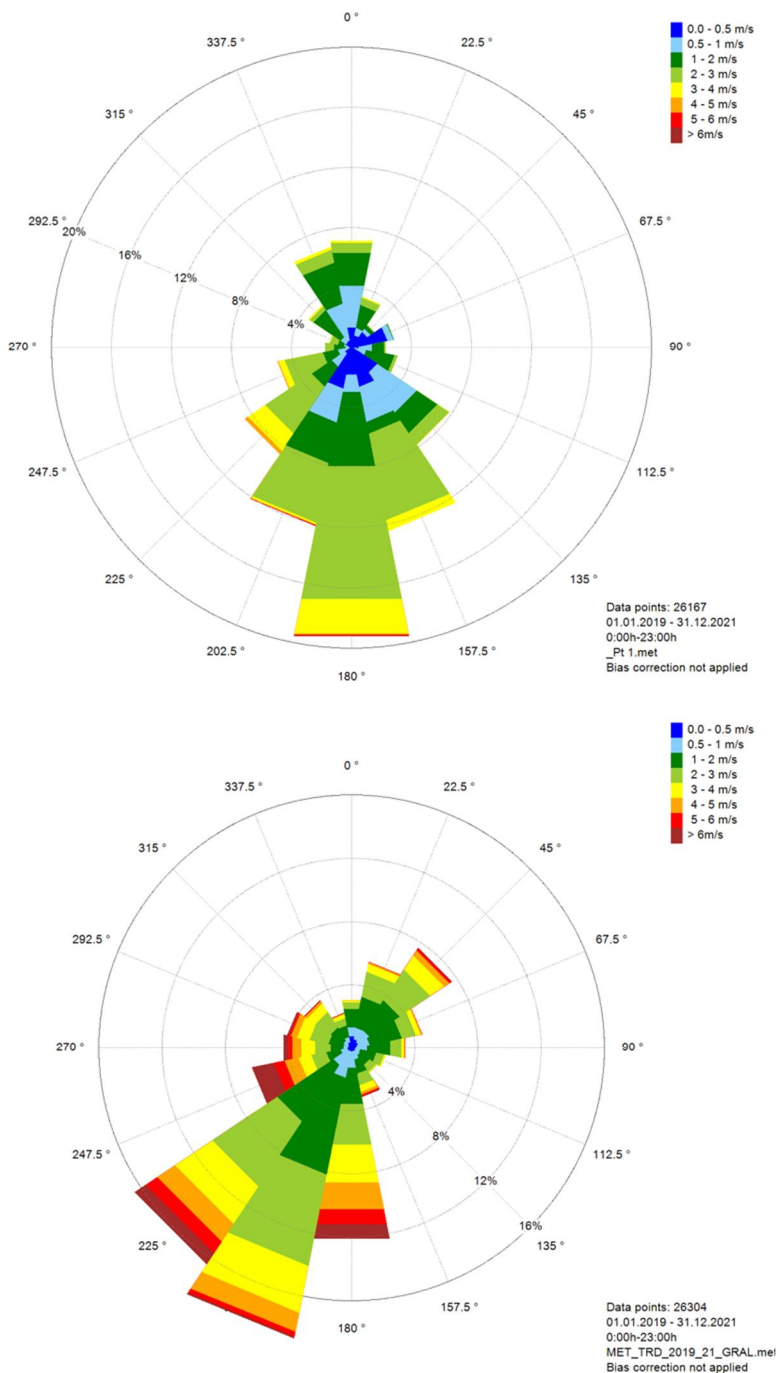 0 °
0.0 - 0.5 m/s
0.5 - 1 m/s
1 - 2 m/s
2 - 3 m/s
3 - 4 m/s
4 - 5 m/s
5 - 6 m/s
> 6m/s
337.5 °
22.5 °
315 °
45 °
292.5 °
67.5 °
20%
16%
12%
8%
4%
270 °
90 °
247.5 °
112.5 °
225 °
135 °
202.5 °
157.5 °
180 °
Data points: 26167
01.01.2019 - 31.12.2021
0:00h-23:00h
_Pt 1.met
Bias correction not applied
0.0 - 0.5 m/s
0.5 - 1 m/s
1 - 2 m/s
2 - 3 m/s
3 - 4 m/s
4 - 5 m/s
5 - 6 m/s
> 6m/s
0 °
337.5 °
22.5 °
315 °
45 °
292.5 °
67.5 °
270 °
90 °
4%
8%
12%
16%
247.5 °
112.5 °
225 °
135 °
157.5 °
180 °
Data points: 26304
01.01.2019 - 31.12.2021
0:00h-23:00h
MET_TRD_2019_21_GRAL.met
Bias correction not applied